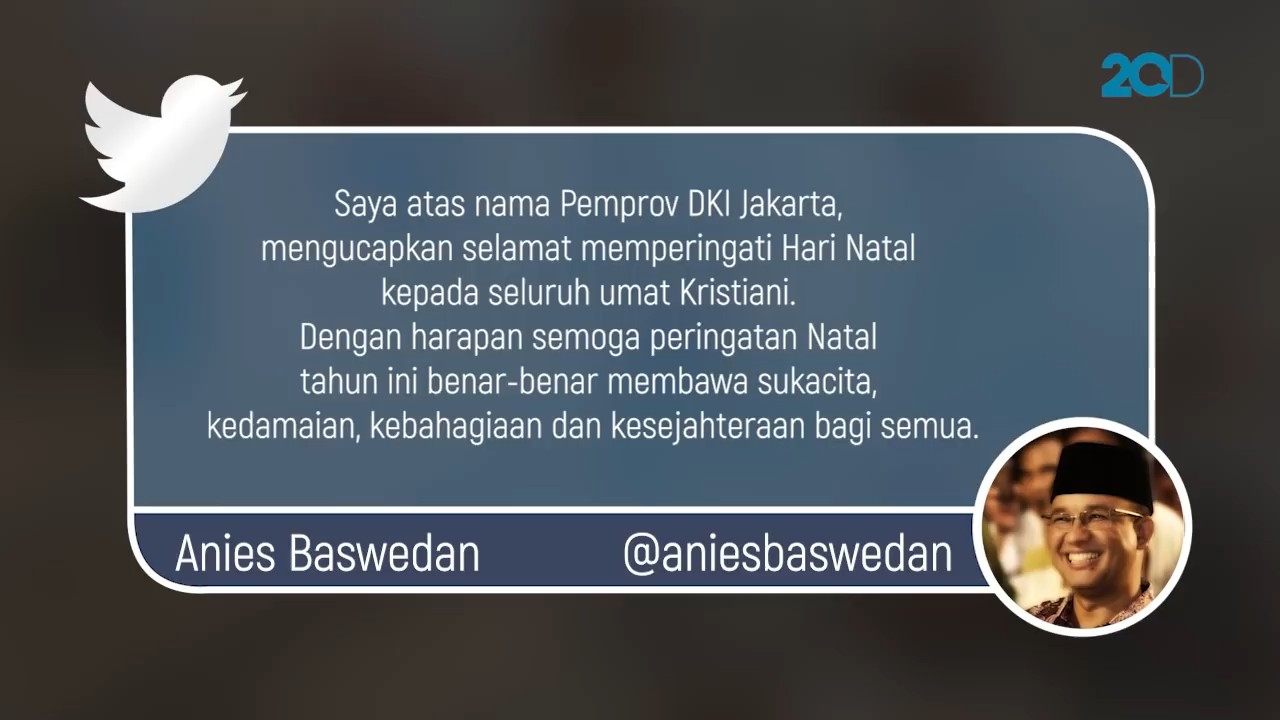 20D
Saya atas nama Pemprov DKI Jakarta,
mengucapkan selamat memperingati Hari Natal
kepada seluruh umat Kristiani.
Dengan harapan semoga peringatan Natal
tahun ini benar-benar membawa sukacita,
kedamaian, kebahagiaan dan kesejahteraan bagi semua.
Anies Baswedan
@aniesbaswedan